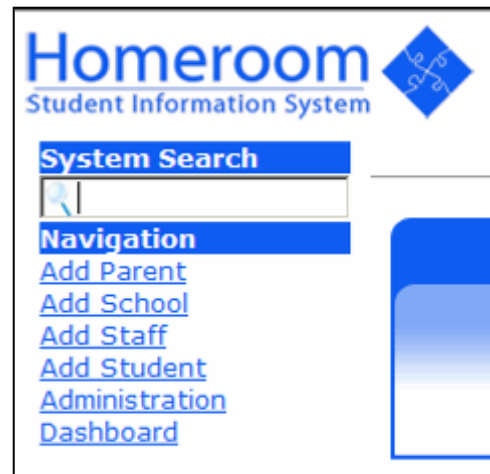 Homeroom
Student Information System
System Search
Navigation
Add Parent
Add School
Add Staff
Add Student
Administration
Dashboard